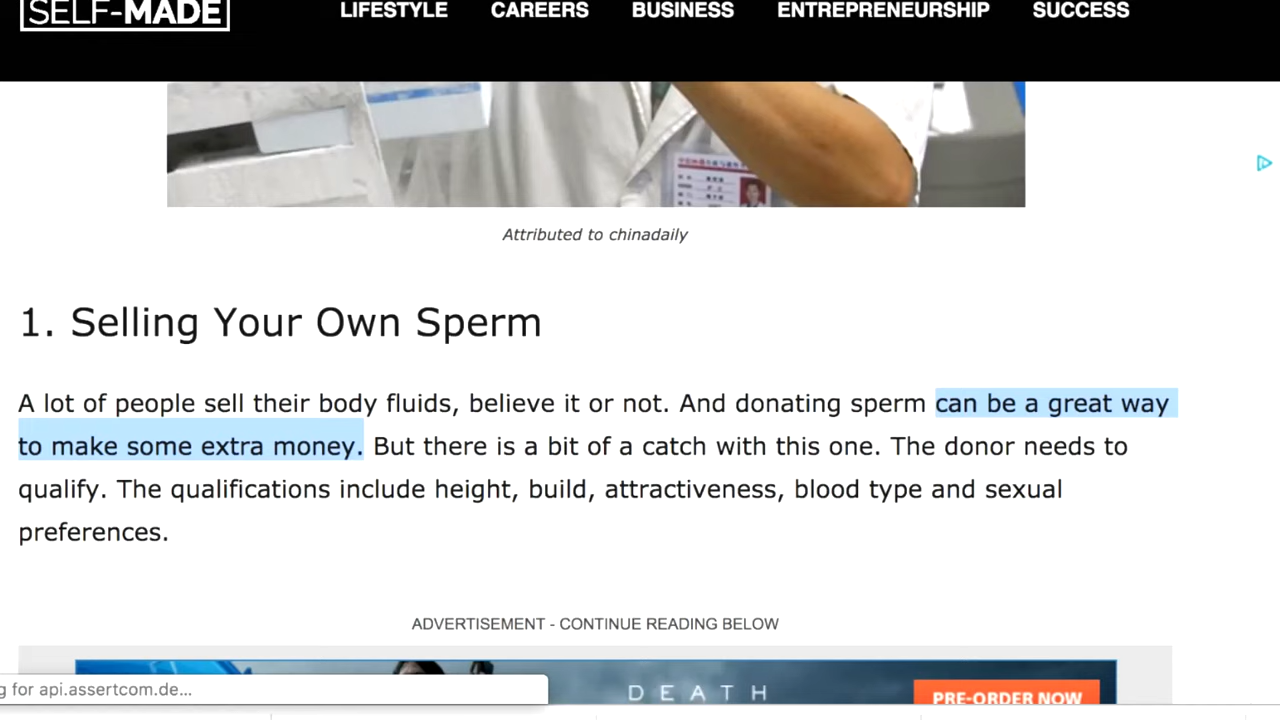 SELF-MADE
LIFESTYLE CAREERS BUSINESS ENTREPRENEURSHIP SUCCESS
Attributed to chinadaily
1. Selling Your Own Sperm
A lot of people sell their body fluids, believe it or not. And donating sperm can be a great way
to make some extra money. But there is a bit of a catch with this one. The donor needs to
qualify. The qualifications include height, build, attractiveness, blood type and sexual
preferences.
ADVERTISEMENT - CONTINUE READING BELOW
DEATH
PRE-ORDER NOW
g for api.assertcom.de...